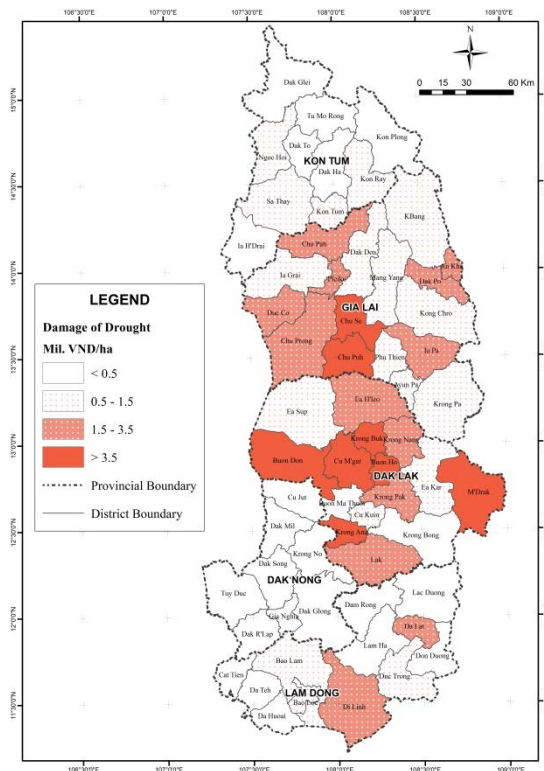 106°30'0"E 107°0'0"E 107°30'0"E 108°0'0"E 108°30'0"E 109°0'0"E
N
0 15 30 60 Km
Dak Glei
15°0'0"N
Tu Mo Rong
Kon Plong
Dak To
Ngoc Hoi
KON TUM
Dak Ha
Kon Ray
14°30'0"N
Sa Thay
Kon Tum
KBang
Ia H'Drai
Chu Pah
Dak Doa
Ia Grai
Pleiku
Mang Yang
An Khe
Dak Po
14°0'0"N
Duc Co
GIA LAI
Kong Chro
Chu Se
Chu Prong
Ia Pa
Chu Puh
Phu Thien
13°30'0"N
Ayun Pa
Krong Pa
Ea H'leo
Ea Sup
Krong Buk
Krong Nang
13°0'0"N
Buon Don
Cu M'gar
Buon Ho
DAK LAK
Ea Kar
M'Drak
Krong Pak
Cu Jut
Buon Ma Thuot
Cu Kuin
Dak Mil
Krong Ana
Krong Bong
12°30'0"N
Krong No
Lak
Dak Song
DAK NONG
Tuy Duc
Lac Duong
Dak Glong
Dam Rong
Gia Nghia
12°0'0"N
Dak R'Lap
Da Lat
Lam Ha
Don Duong
Bao Lam
Duc Trong
Cat Tien
Da Teh
LAM DONG
Bao Loc
Di Linh
Da Huoai
11°30'0"N
LEGEND
Damage of Drought
Mil. VND/ha
< 0.5
0.5 - 1.5
1.5 - 3.5
> 3.5
Provincial Boundary
District Boundary
106°30'0"E 107°0'0"E 107°30'0"E 108°0'0"E 108°30'0"E 109°0'0"E